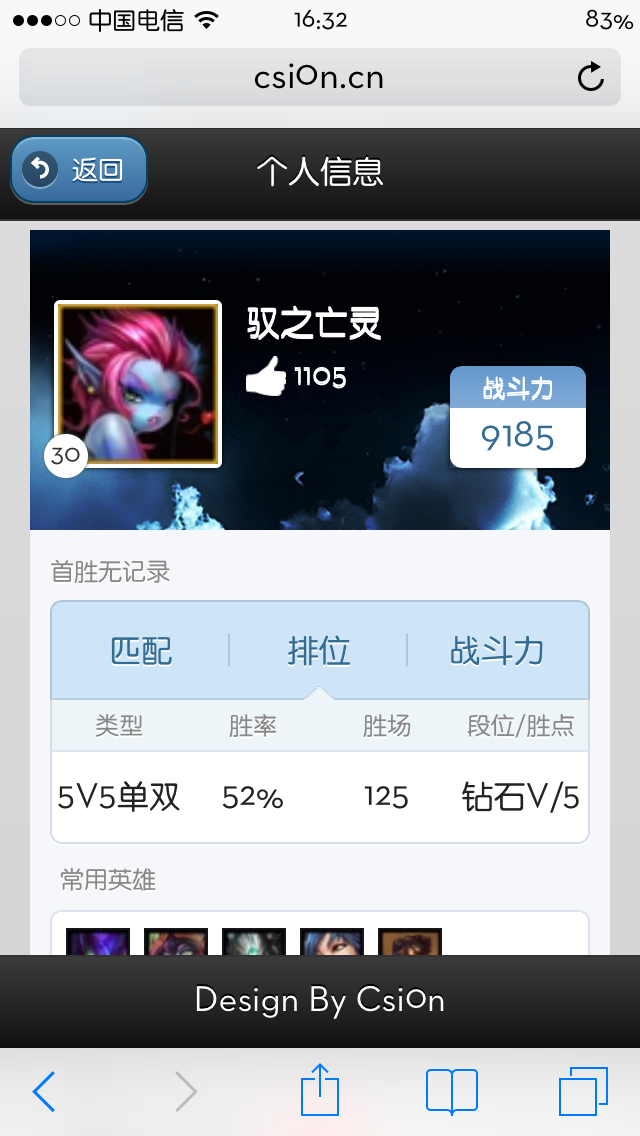 中国电信 16:32 83%
csi0n.cn
返回 个人信息
驭之亡灵
1105
战斗力
9185
30
首胜无记录
匹配 排位 战斗力
类型 胜率 胜场 段位/胜点
5V5单双 52% 125 钻石V/5
常用英雄
Design By Csi0n